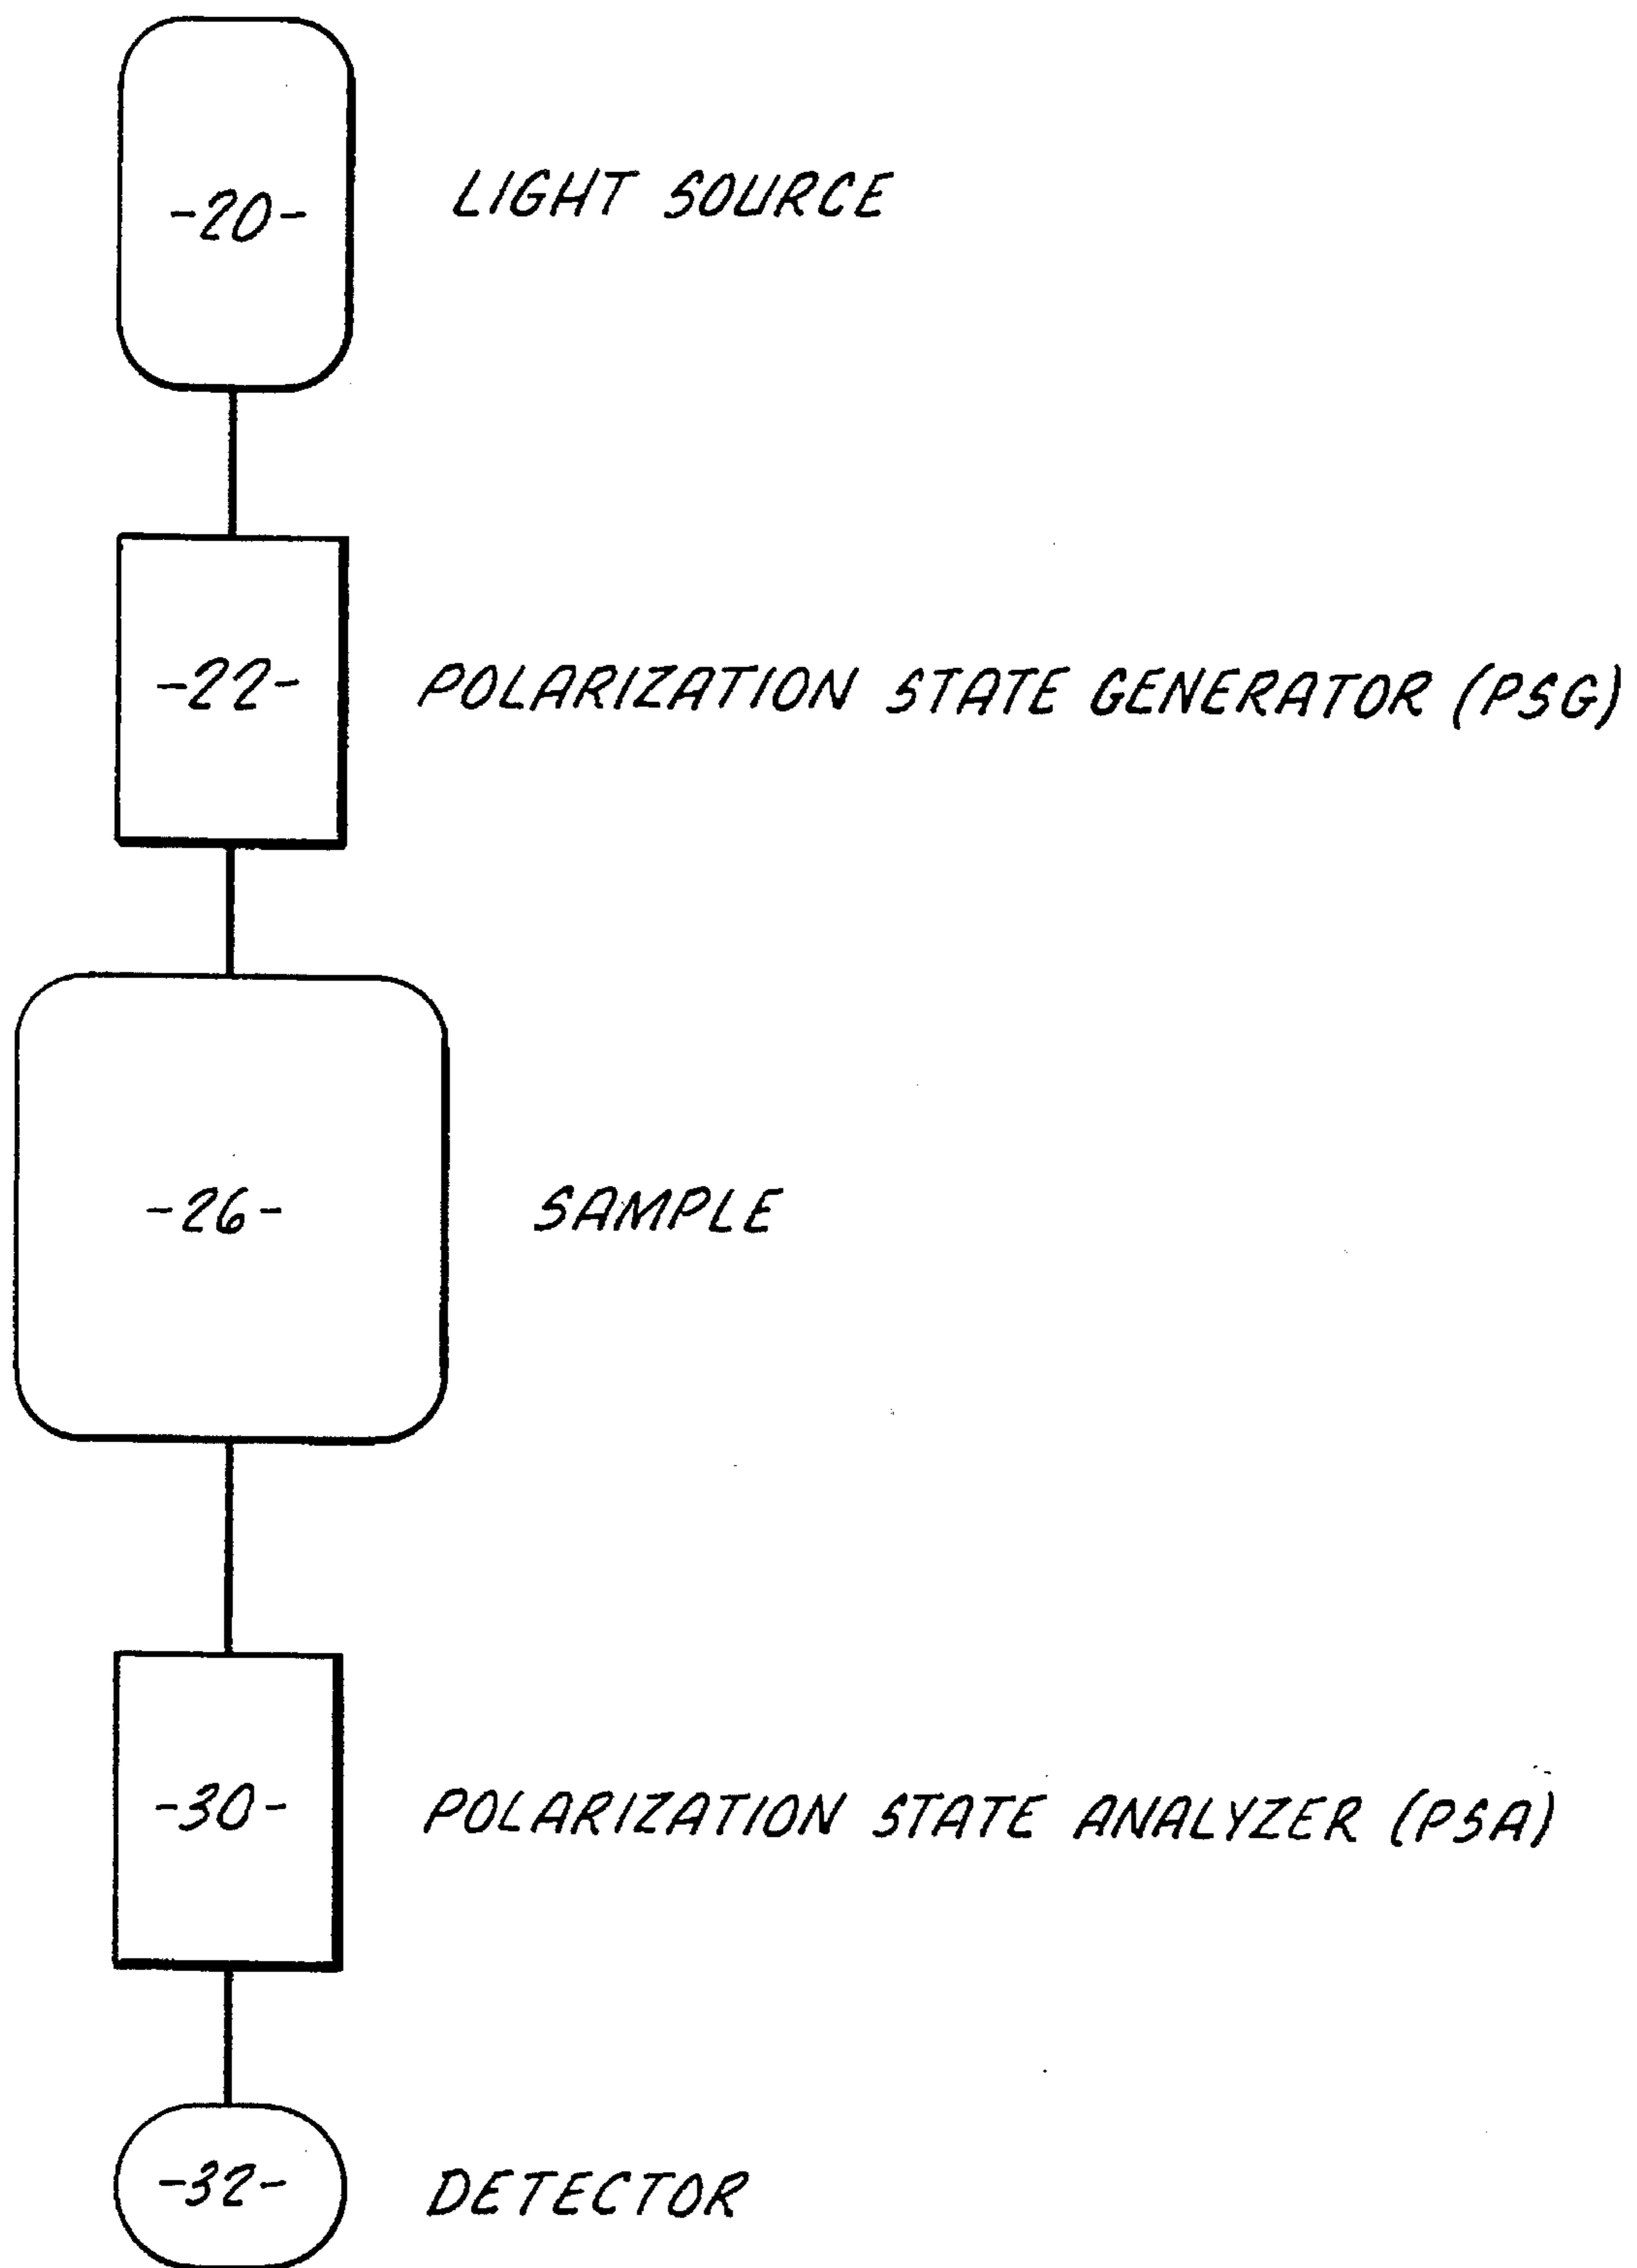 -20- LIGHT SOURCE
-22- POLARIZATION STATE GENERATOR (PSG)
-26- SAMPLE
-30- POLARIZATION STATE ANALYZER (PSA)
-32- DETECTOR